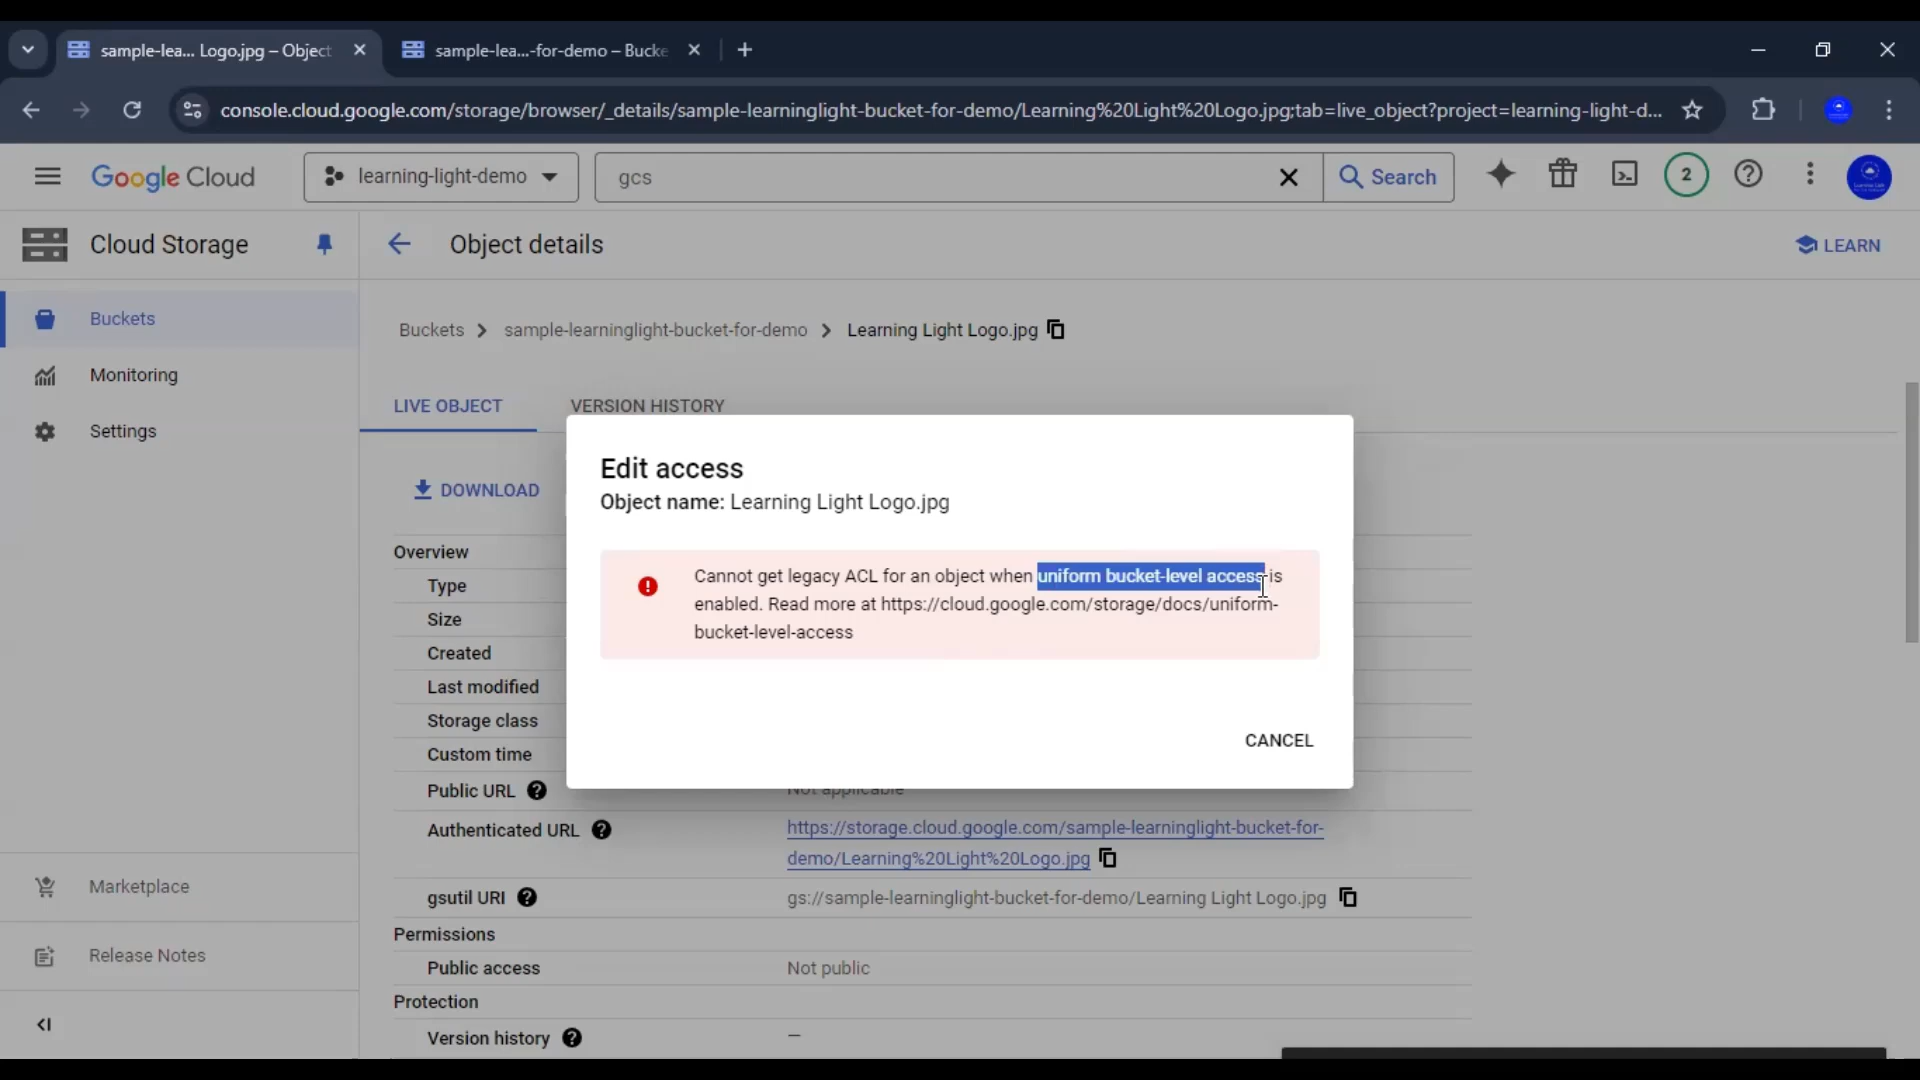 sample-lea... Logo.jpg – Object
sample-lea...-for-demo – Bucke
console.cloud.google.com/storage/browser/_details/sample-learninglight-bucket-for-demo/Learning%20Light%20Logo.jpg;tab=live_object?project=learning-light-d...
Google Cloud
learning-light-demo
gcs
Search
2
Cloud Storage
Object details
LEARN
Buckets
Monitoring
Settings
Marketplace
Release Notes
Buckets
sample-learninglight-bucket-for-demo
Learning Light Logo.jpg
LIVE OBJECT
VERSION HISTORY
DOWNLOAD
Edit access
Object name: Learning Light Logo.jpg
Cannot get legacy ACL for an object when uniform bucket-level access is
enabled. Read more at https://cloud.google.com/storage/docs/uniform-
bucket-level-access
CANCEL
Overview
Type
Size
Created
Last modified
Storage class
Custom time
Public URL
Not applicable
Authenticated URL
https://storage.cloud.google.com/sample-learninglight-bucket-for-
demo/Learning%20Light%20Logo.jpg
gsutil URI
gs://sample-learninglight-bucket-for-demo/Learning Light Logo.jpg
Permissions
Public access
Not public
Protection
Version history
—